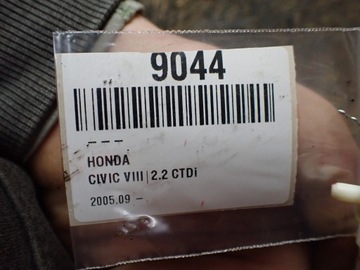 9044
– – –
HONDA
CIVIC VIII | 2.2 CTDi
2005.09 –